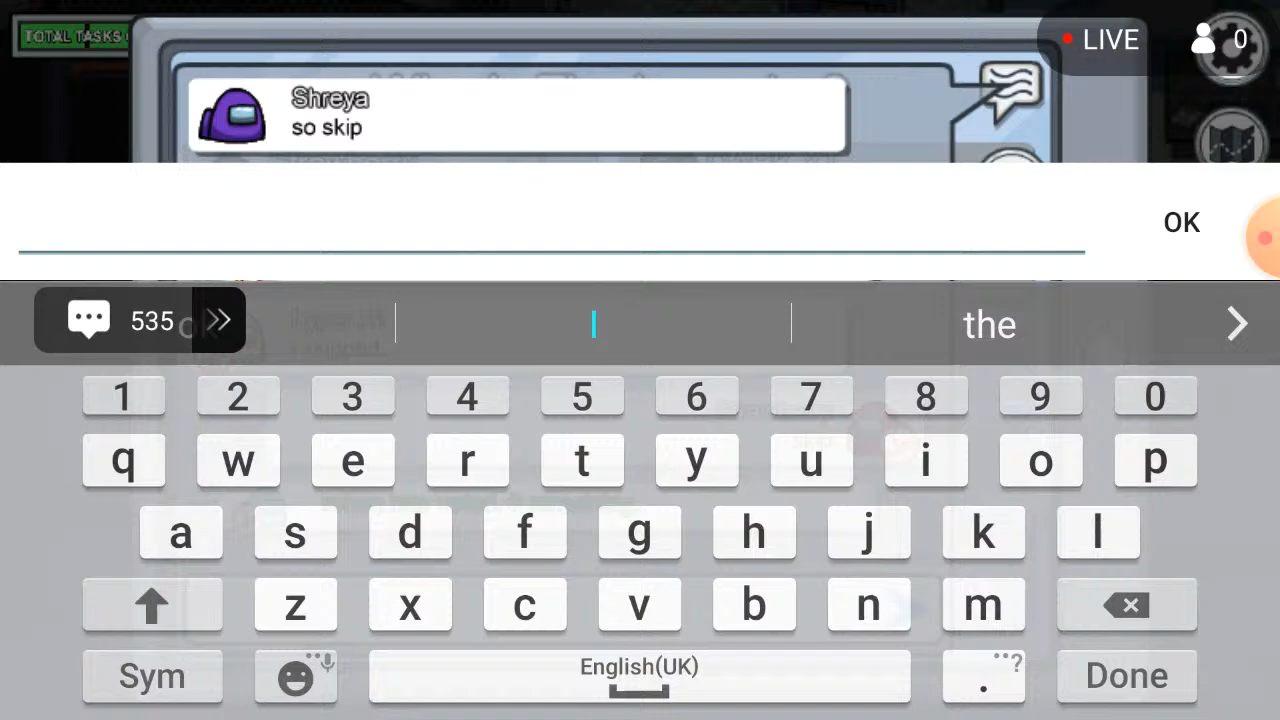 TOTAL TASKS
LIVE
0
Shreya
so skip
OK
535
I
the
1 2 3 4 5 6 7 8 9 0
q w e r t y u i o p
a s d f g h j k l
z x c v b n m
English(UK)
Sym
. ?
Done